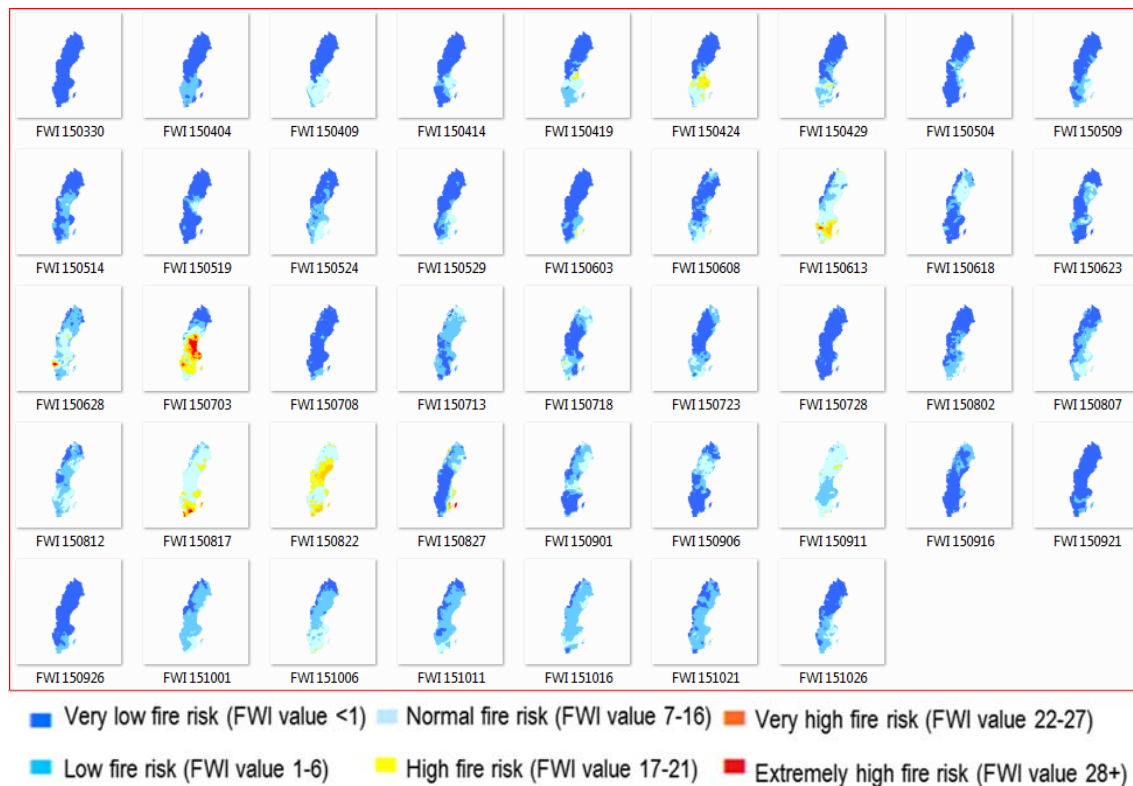 FWI 150330 FWI 150404 FWI 150409 FWI 150414 FWI 150419 FWI 150424 FWI 150429 FWI 150504 FWI 150509
FWI 150514 FWI 150519 FWI 150524 FWI 150529 FWI 150603 FWI 150608 FWI 150613 FWI 150618 FWI 150623
FWI 150628 FWI 150703 FWI 150708 FWI 150713 FWI 150718 FWI 150723 FWI 150728 FWI 150802 FWI 150807
FWI 150812 FWI 150817 FWI 150822 FWI 150827 FWI 150901 FWI 150906 FWI 150911 FWI 150916 FWI 150921
FWI 150926 FWI 151001 FWI 151006 FWI 151011 FWI 151016 FWI 151021 FWI 151026
Very low fire risk (FWI value <1) Normal fire risk (FWI value 7-16) Very high fire risk (FWI value 22-27)
Low fire risk (FWI value 1-6) High fire risk (FWI value 17-21) Extremely high fire risk (FWI value 28+)